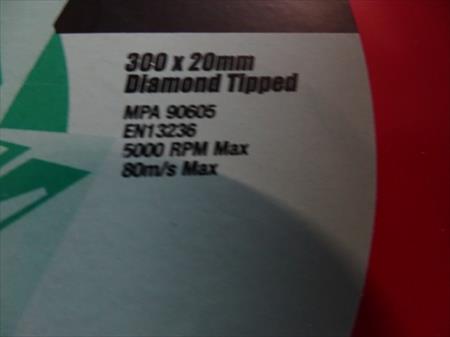 300 x 20mm
Diamond Tipped
MPA 90605
EN13236
5000 RPM Max
80m/s Max